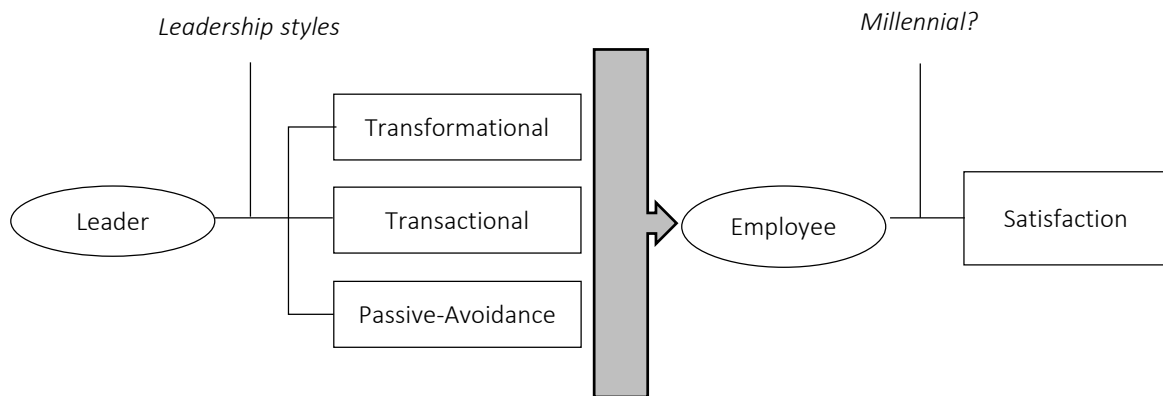 Leadership styles
Millennial?
Transformational
Leader
Transactional
Employee
Satisfaction
Passive-Avoidance